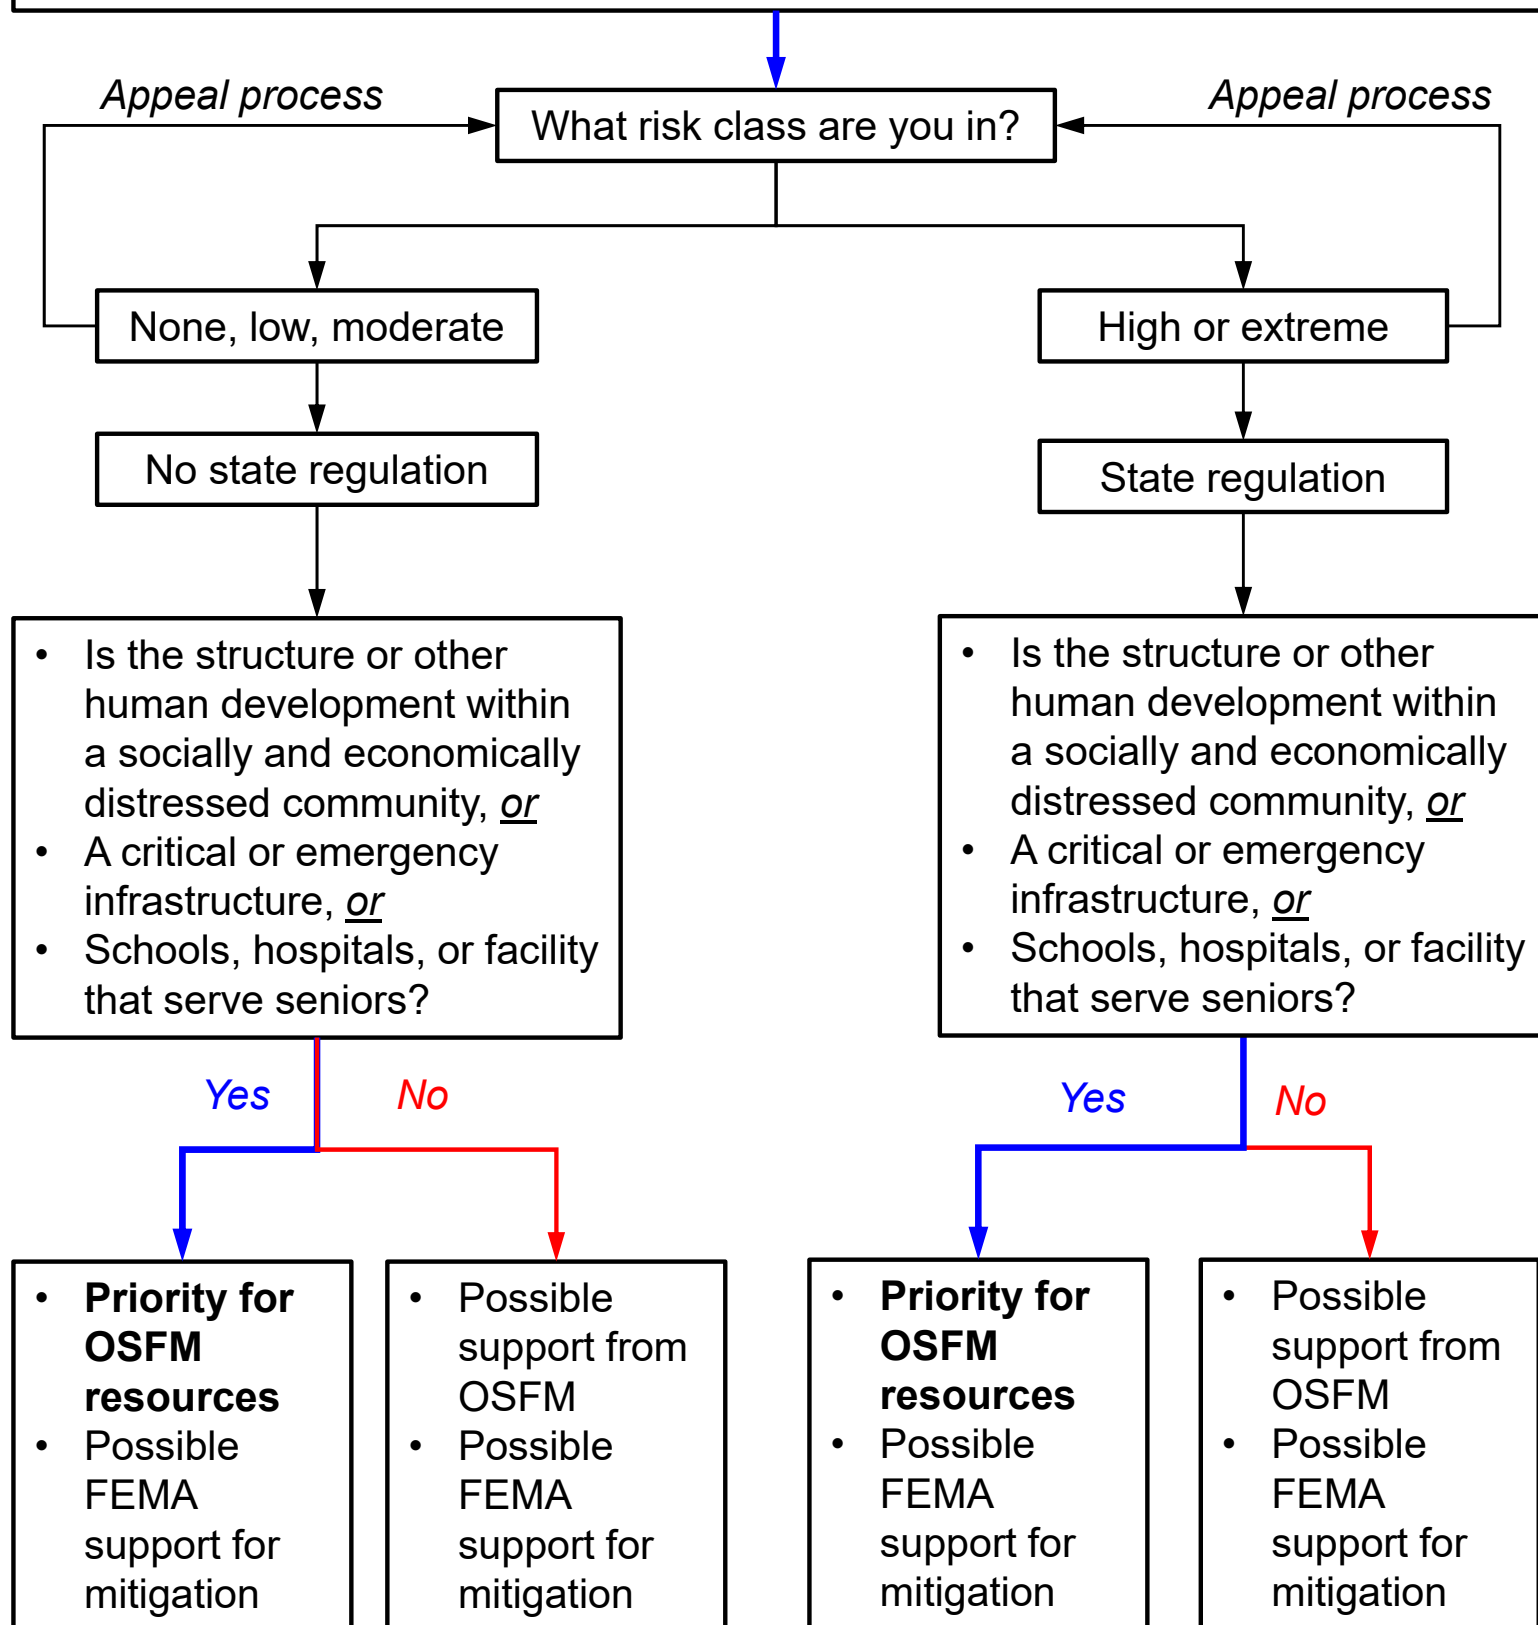 Appeal process
What risk class are you in?
Appeal process
None, low, moderate
High or extreme
No state regulation
State regulation
• Is the structure or other
human development within
a socially and economically
distressed community, or
• A critical or emergency
infrastructure, or
• Schools, hospitals, or facility
that serve seniors?
• Is the structure or other
human development within
a socially and economically
distressed community, or
• A critical or emergency
infrastructure, or
• Schools, hospitals, or facility
that serve seniors?
Yes
No
Yes
No
• Priority for
OSFM
resources
• Possible
FEMA
support for
mitigation
• Possible
support from
OSFM
• Possible
FEMA
support for
mitigation
• Priority for
OSFM
resources
• Possible
FEMA
support for
mitigation
• Possible
support from
OSFM
• Possible
FEMA
support for
mitigation